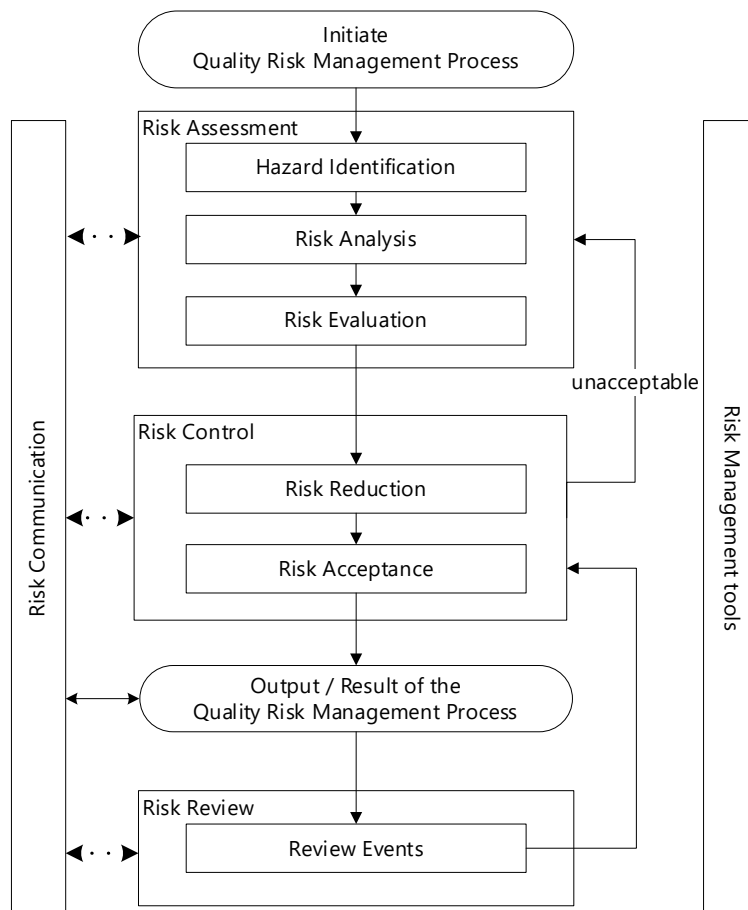 Initiate
Quality Risk Management Process
Risk Assessment
Hazard Identification
Risk Analysis
Risk Evaluation
unacceptable
Risk Control
Risk Reduction
Risk Acceptance
Output / Result of the
Quality Risk Management Process
Risk Review
Review Events
Risk Communication
Risk Management tools